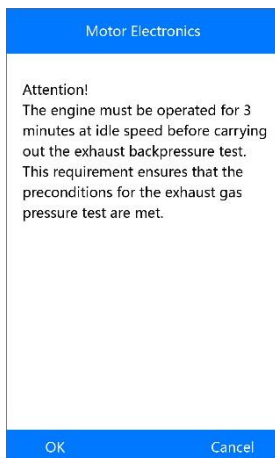 Motor Electronics
Attention!
The engine must be operated for 3
minutes at idle speed before carrying
out the exhaust backpressure test.
This requirement ensures that the
preconditions for the exhaust gas
pressure test are met.
OK
Cancel